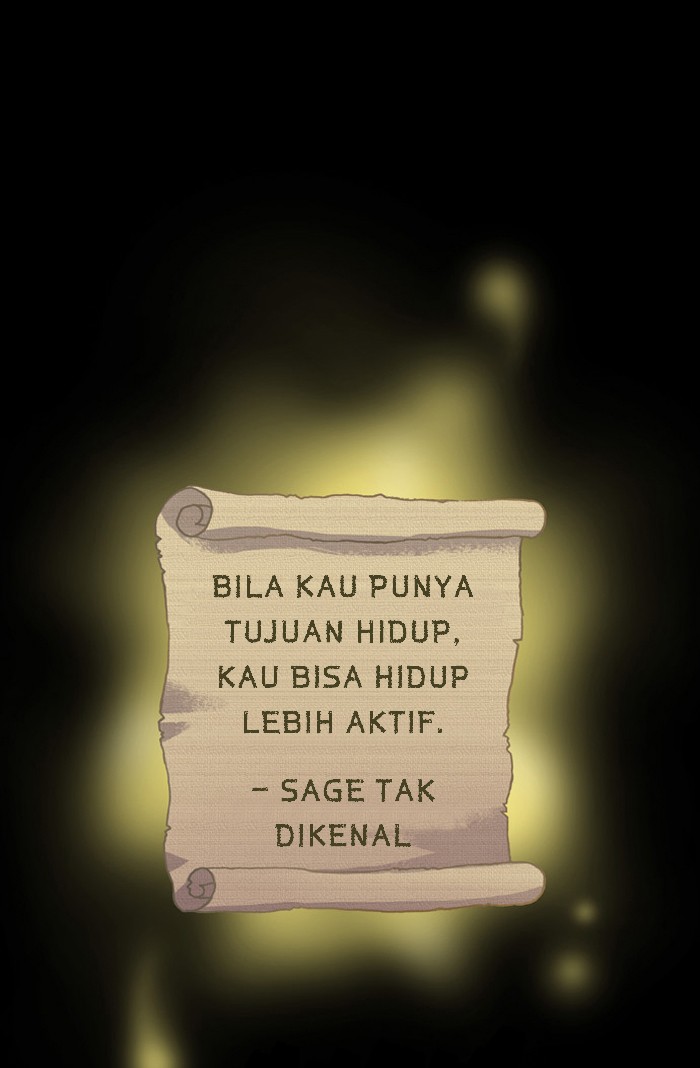 BILA KAU PUNYA
TUJUAN HIDUP,
KAU BISA HIDUP
LEBIH AKTIF.
- SAGE TAK
DIKENAL